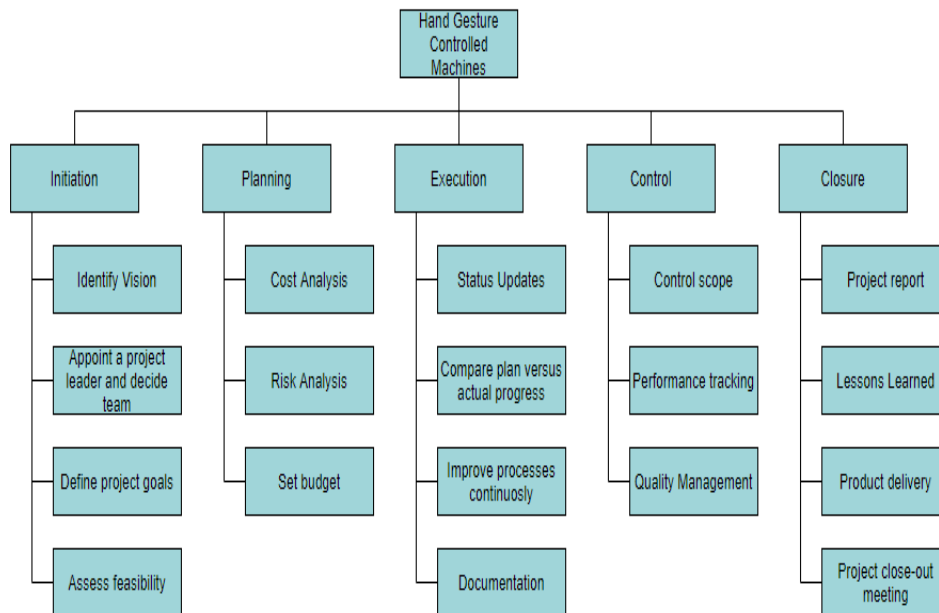 Hand Gesture
Controlled
Machines
Initiation
Planning
Execution
Control
Closure
Identify Vision
Appoint a project
leader and decide
team
Define project goals
Assess feasibility
Cost Analysis
Risk Analysis
Set budget
Status Updates
Compare plan versus
actual progress
Improve processes
continuosly
Documentation
Control scope
Performance tracking
Quality Management
Project report
Lessons Learned
Product delivery
Project close-out
meeting